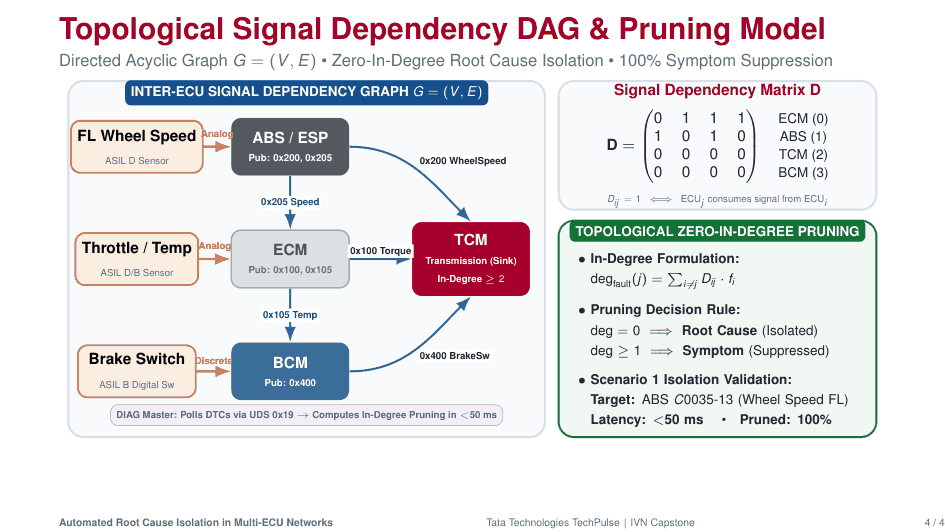 Topological Signal Dependency DAG & Pruning Model
Directed Acyclic Graph G = (V, E) • Zero-In-Degree Root Cause Isolation • 100% Symptom Suppression
INTER-ECU SIGNAL DEPENDENCY GRAPH G = (V, E)
FL Wheel Speed
ASIL D Sensor
Analog
ABS / ESP
Pub: 0x200, 0x205
0x200 WheelSpeed
0x205 Speed
Throttle / Temp
ASIL D/B Sensor
Analog
ECM
Pub: 0x100, 0x105
0x100 Torque
TCM
Transmission (Sink)
In-Degree ≥ 2
0x105 Temp
Brake Switch
ASIL B Digital Sw
Discrete
BCM
Pub: 0x400
0x400 BrakeSw
DIAG Master: Polls DTCs via UDS 0x19 → Computes In-Degree Pruning in <50 ms
Signal Dependency Matrix D
0 1 1 1 ECM (0)
1 0 1 0 ABS (1)
D =
0 0 0 0 TCM (2)
0 0 0 0 BCM (3)
D_ij = 1 ⟺ ECU_j consumes signal from ECU_i
TOPOLOGICAL ZERO-IN-DEGREE PRUNING
• In-Degree Formulation:
deg_fault(j) = ∑_i≠j D_ij · f_i
• Pruning Decision Rule:
deg = 0 ⟹ Root Cause (Isolated)
deg ≥ 1 ⟹ Symptom (Suppressed)
• Scenario 1 Isolation Validation:
Target: ABS C0035-13 (Wheel Speed FL)
Latency: <50 ms • Pruned: 100%
Automated Root Cause Isolation in Multi-ECU Networks
Tata Technologies TechPulse | IVN Capstone
4 / 4